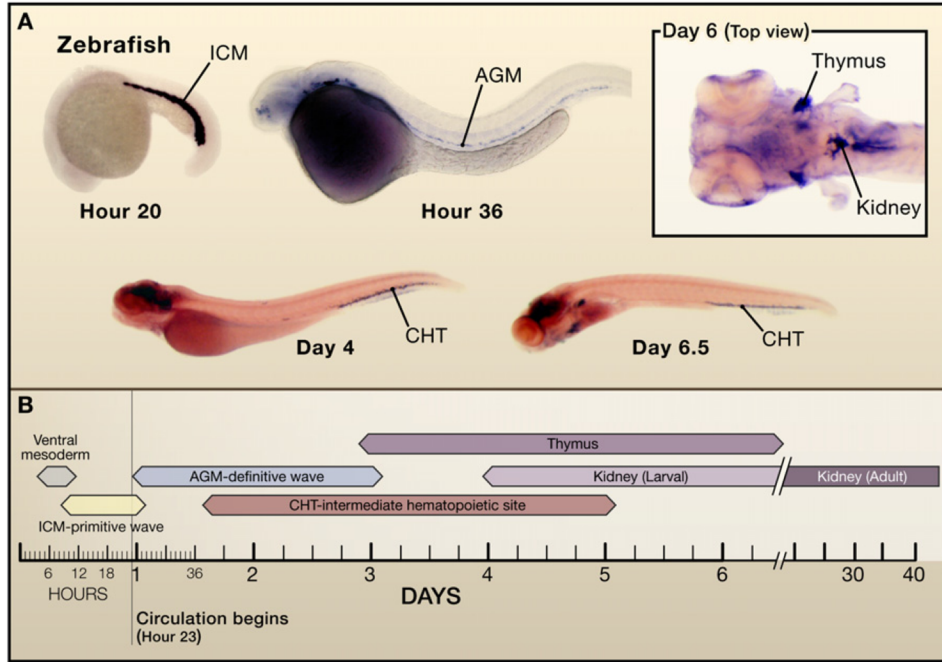 A
Zebrafish
ICM
Hour 20
AGM
Hour 36
Day 6 (Top view)
Thymus
Kidney
CHT
Day 4
CHT
Day 6.5
B
Ventral
mesoderm
Thymus
AGM-definitive wave
Kidney (Larval)
Kidney (Adult)
CHT-intermediate hematopoietic site
ICM-primitive wave
6 12 18 1 36 2 3 4 5 6 30 40
HOURS
DAYS
Circulation begins
(Hour 23)